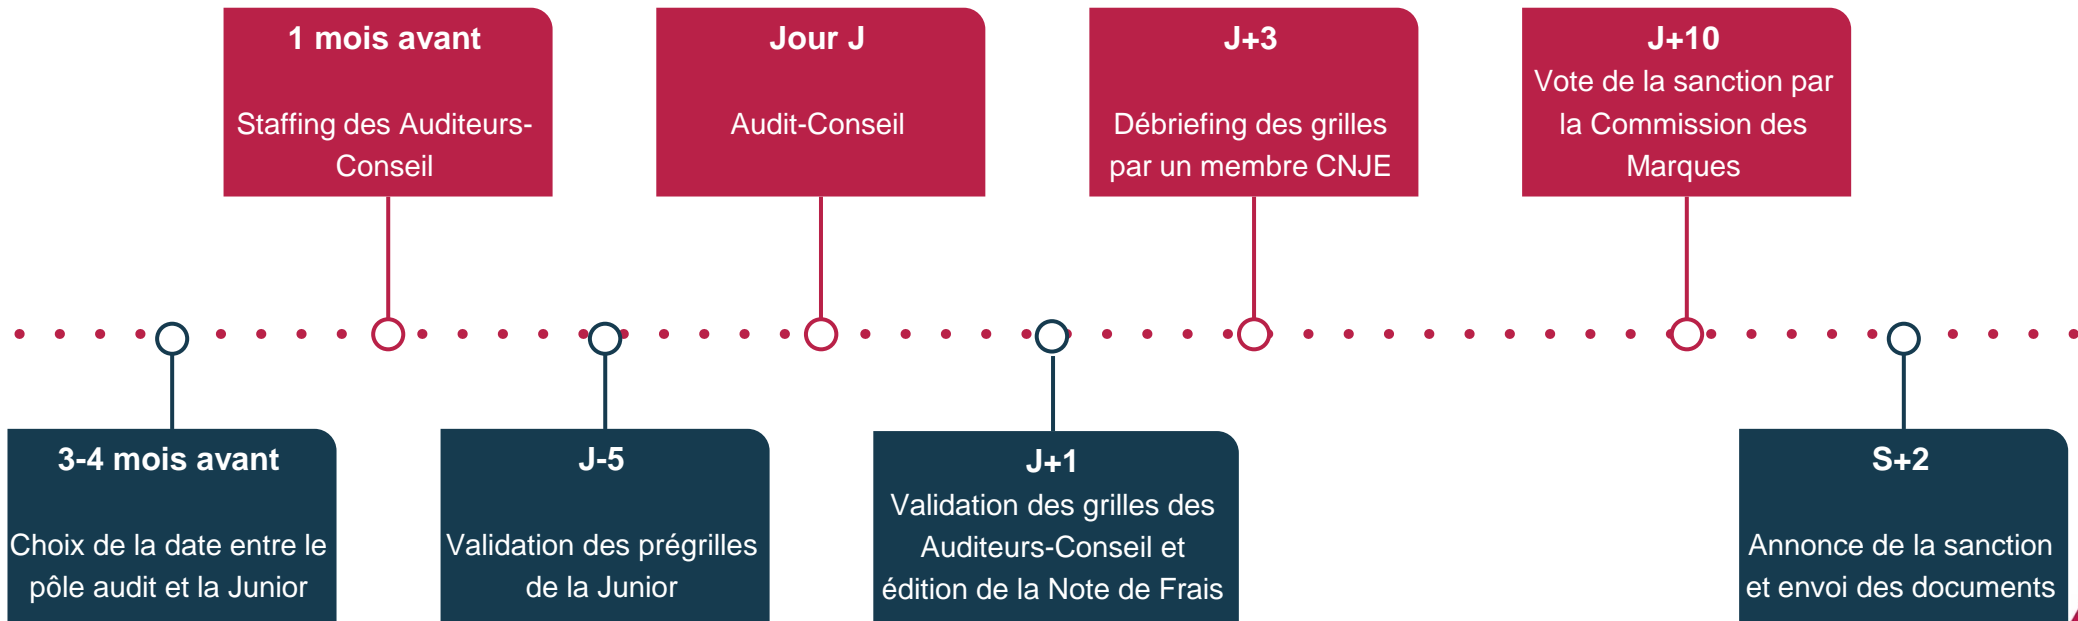 1 mois avant
Staffing des Auditeurs-
Conseil
Jour J
Audit-Conseil
J+3
Débriefing des grilles
par un membre CNJE
J+10
Vote de la sanction par
la Commission des
Marques
3-4 mois avant
Choix de la date entre le
pôle audit et la Junior
J-5
Validation des prégrilles
de la Junior
J+1
Validation des grilles des
Auditeurs-Conseil et
édition de la Note de Frais
S+2
Annonce de la sanction
et envoi des documents